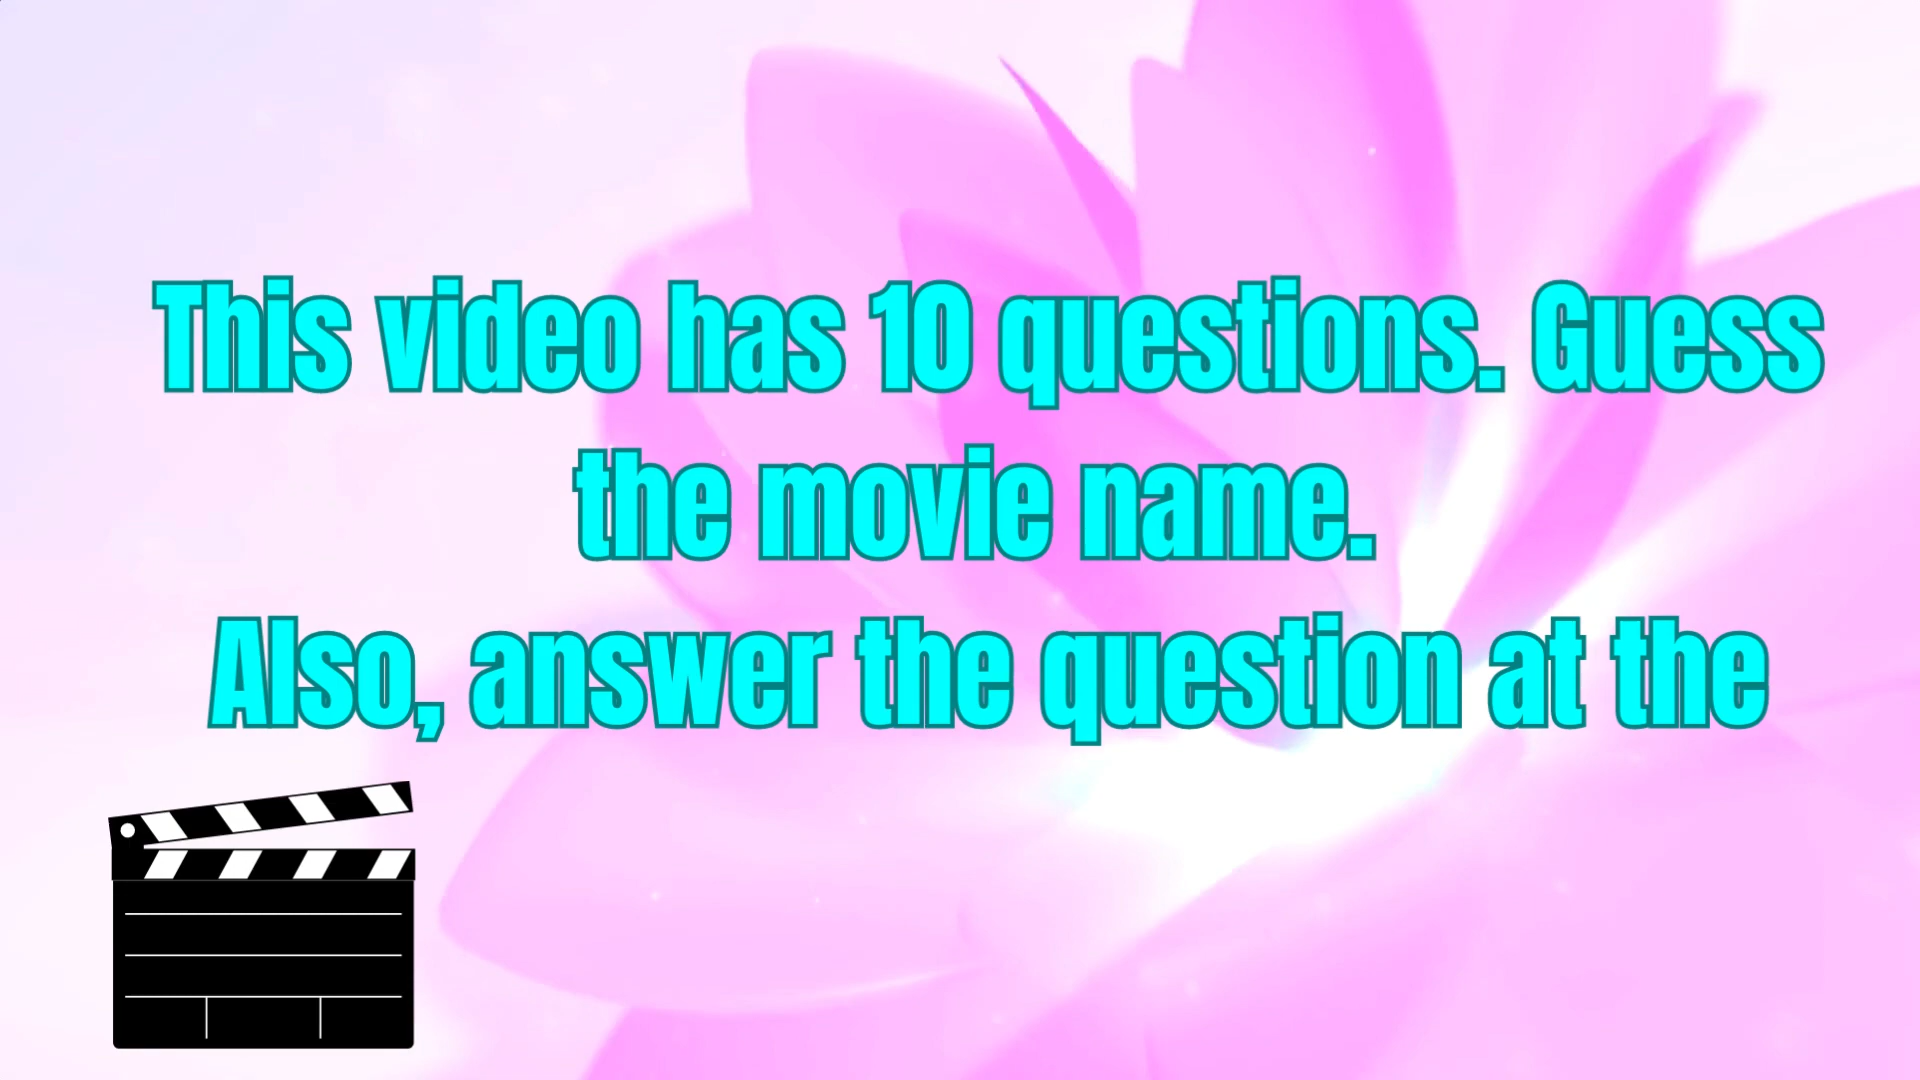 This video has 10 questions. Guess
the movie name.
Also, answer the question at the